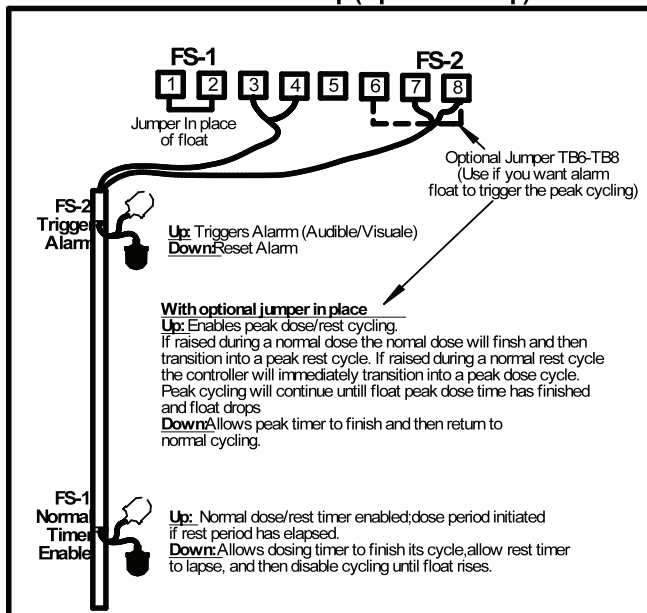 FS-1
FS-2
1 2 3 4 5 6 7 8
Jumper In place
of float
Optional Jumper TB6-TB8
(Use if you want alarm
float to trigger the peak cycling)
FS-2
Trigger
Alarm
Up: Triggers Alarrm (Audible/Visuale)
Down:Reset Alarm
With optional jumper in place
Up: Enables peak dose/rest cycling.
If raised during a normal dose the nomal dose will finsh and then
transition into a peak rest cycle. If raised during a normal rest cycle
the controller will immediately transition into a peak dose cycle.
Peak cycling will continue untill float peak dose time has finished
and float drops
Down:Allows peak timer to finish and then return to
normal cycling.
FS-1
Normal
Timer
Enable
Up: Normal dose/rest timer enabled;dose period initiated
if rest period has elapsed.
Down:Allows dosing timer to finish its cycle,allow rest timer
to lapse, and then disable cycling until float rises.